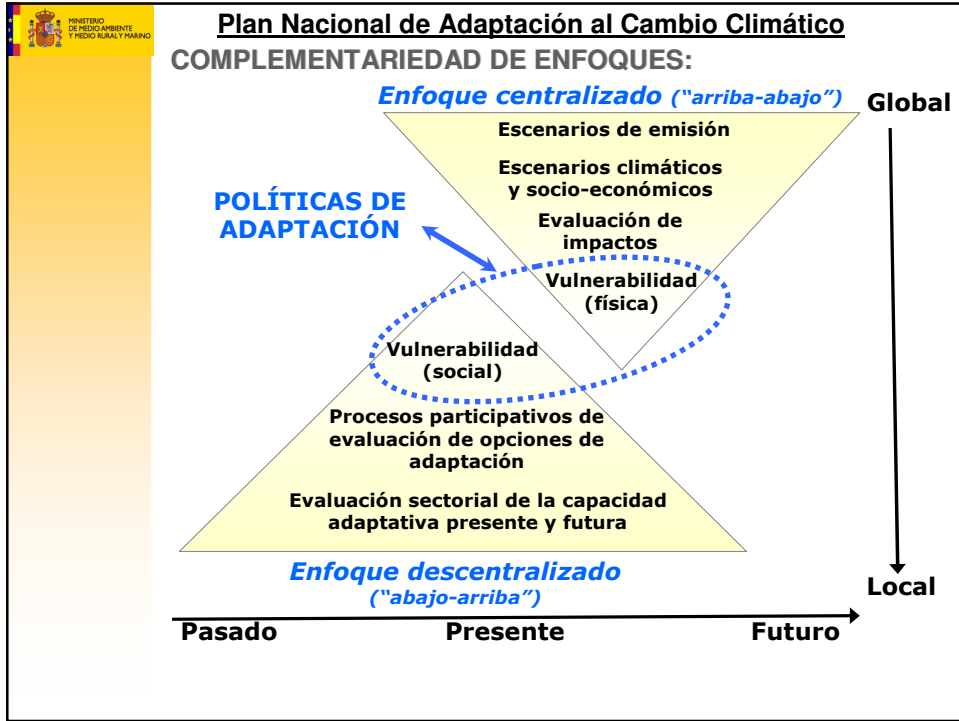 MINISTERIO
DE MEDIO AMBIENTE
Y MEDIO RURAL Y MARINO
Plan Nacional de Adaptación al Cambio Climático
COMPLEMENTARIEDAD DE ENFOQUES:
Enfoque centralizado (“arriba-abajo”)
Global
Escenarios de emisión
Escenarios climáticos
y socio-económicos
POLÍTICAS DE
ADAPTACIÓN
Evaluación de
impactos
Vulnerabilidad
(física)
Vulnerabilidad
(social)
Procesos participativos de
evaluación de opciones de
adaptación
Evaluación sectorial de la capacidad
adaptativa presente y futura
Enfoque descentralizado
(“abajo-arriba”)
Local
Pasado
Presente
Futuro